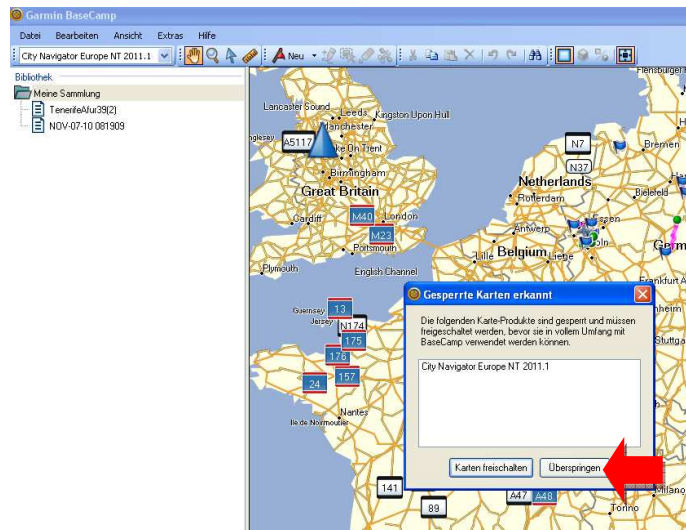 Garmin BaseCamp
Datei Bearbeiten Ansicht Extras Hilfe
City Navigator Europe NT 2011.1
Neu
Bibliothek
Meine Sammlung
TenerifeAfur39(2)
NOV-07-10 081909
Flensburger
Lancaster Sound
Leeds
Kingston Upon Hull
Manchester
A5117
ke On Trent
N7
Bremen
N37
Birmingham
Great Britain
Netherlands
Rotterdam
Bielefeld
Cardiff
M40
London
Essen
M23
Antwerp
Portsmouth
Lille
Belgium
Liege
Germ
Plymouth
English Channel
Frankfurt A
Guernsey
13
Jersey
N174
175
176
24
157
Nantes
Ile de Noirmoutier
Gesperrte Karten erkannt
Die folgenden Karte-Produkte sind gesperrt und müssen
freigeschaltet werden, bevor sie in vollem Umfang mit
BaseCamp verwendet werden können.
City Navigator Europe NT 2011.1
Karten freischalten
Überspringen
nheim
Stuttga
141
89
A47
A48
Milano
Torino